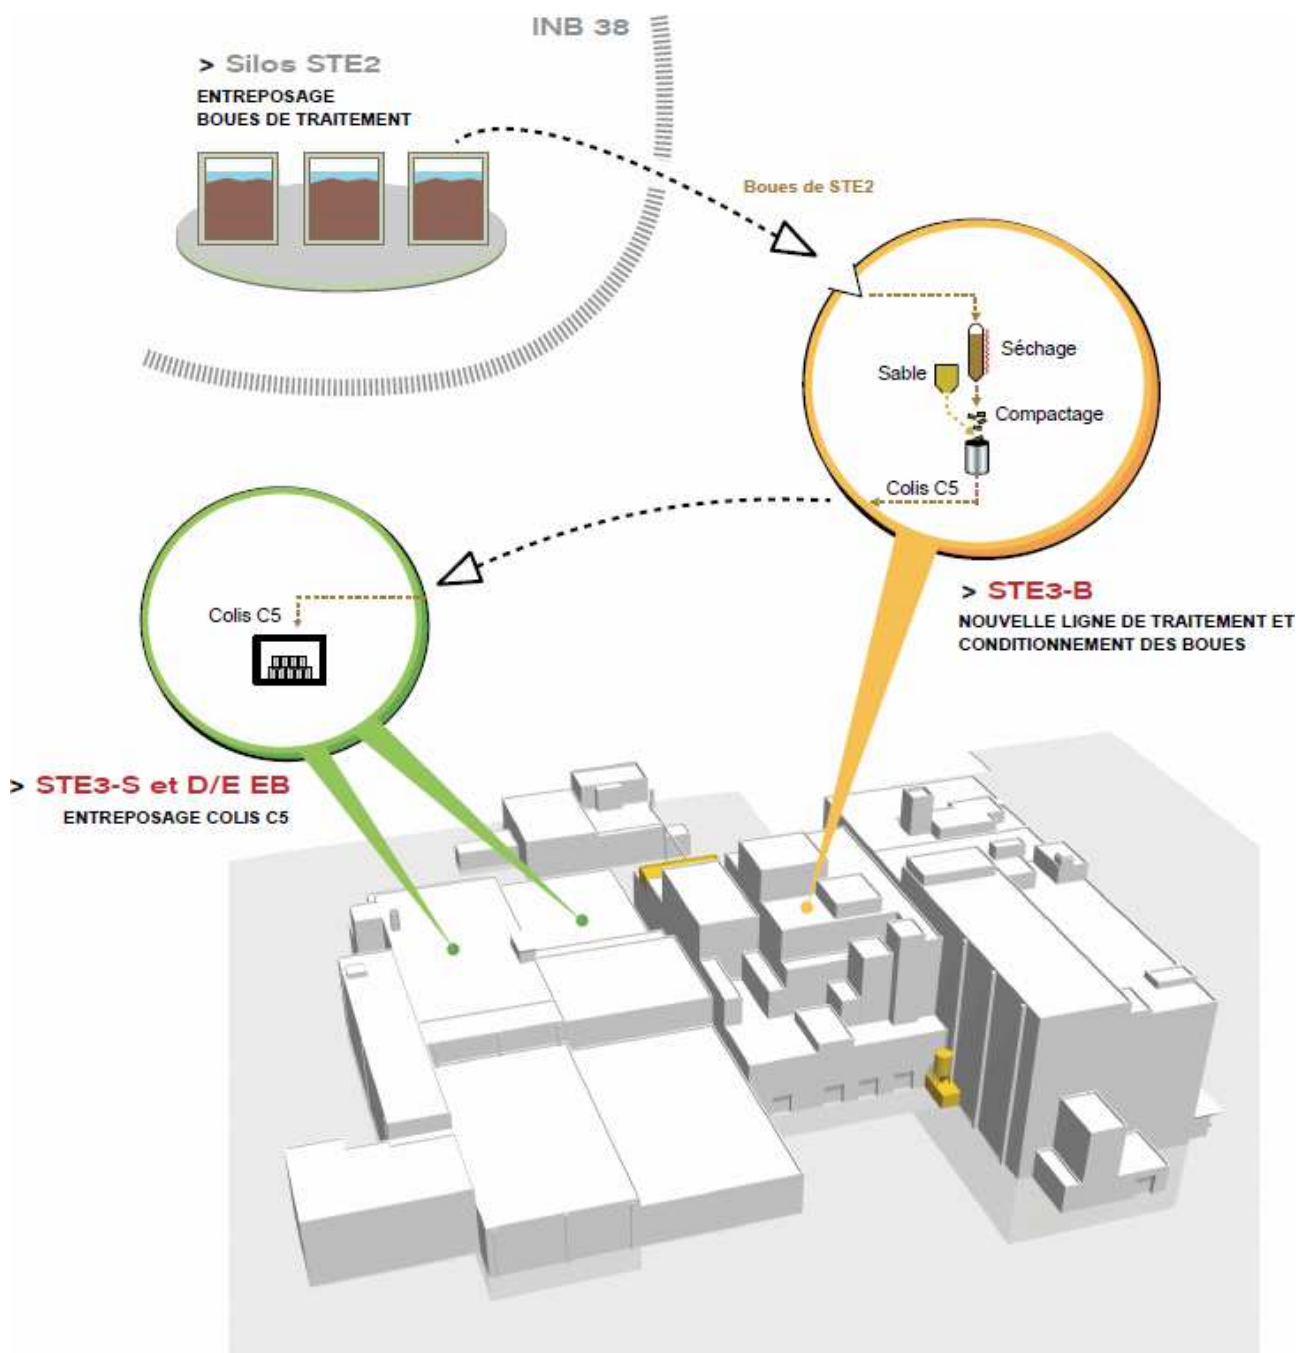 INB 38
> Silos STE2
ENTREPOSAGE
BOUES DE TRAITEMENT
Boues de STE2
Séchage
Sable
Compactage
Colis C5
> STE3-B
NOUVELLE LIGNE DE TRAITEMENT ET
CONDITIONNEMENT DES BOUES
Colis C5
> STE3-S et D/E EB
ENTREPOSAGE COLIS C5